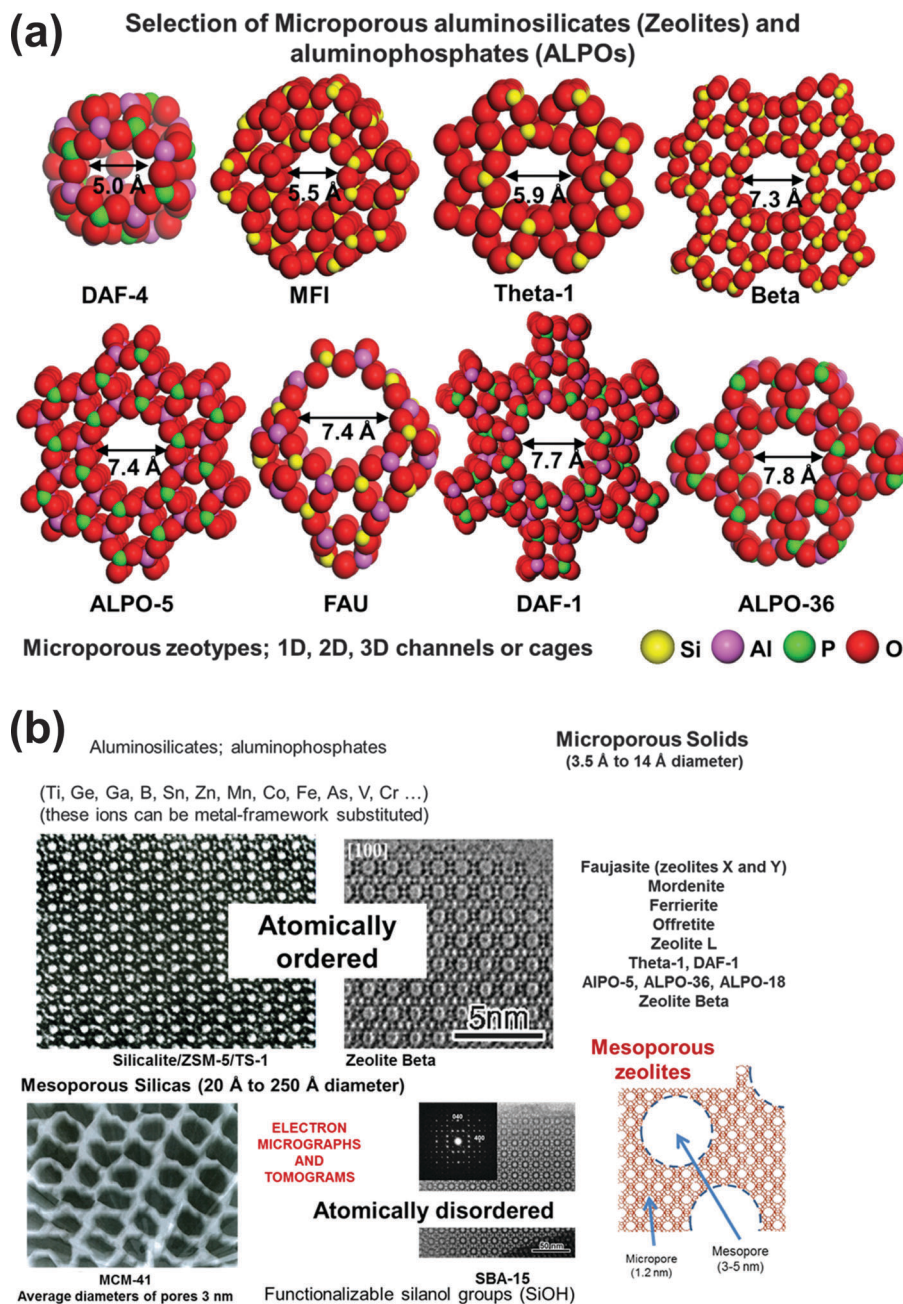 (a)
Selection of Microporous aluminosilicates (Zeolites) and
aluminophosphates (ALPOs)
5.0 Å
5.5 Å
5.9 Å
7.3 Å
DAF-4
MFI
Theta-1
Beta
7.4 Å
7.4 Å
7.7 Å
7.8 Å
ALPO-5
FAU
DAF-1
ALPO-36
Microporous zeotypes; 1D, 2D, 3D channels or cages
Si
Al
P
O
(b)
Aluminosilicates; aluminophosphates
Microporous Solids
(3.5 Å to 14 Å diameter)
(Ti, Ge, Ga, B, Sn, Zn, Mn, Co, Fe, As, V, Cr ...)
(these ions can be metal-framework substituted)
[100]
Atomically
ordered
5nm
Faujasite (zeolites X and Y)
Mordenite
Ferrierite
Offretite
Zeolite L
Theta-1, DAF-1
AlPO-5, ALPO-36, ALPO-18
Zeolite Beta
Silicalite/ZSM-5/TS-1
Zeolite Beta
Mesoporous Silicas (20 Å to 250 Å diameter)
Mesoporous
zeolites
ELECTRON
MICROGRAPHS
AND
TOMOGRAMS
040
400
Atomically disordered
50 nm
Micropore
(1.2 nm)
Mesopore
(3-5 nm)
MCM-41
Average diameters of pores 3 nm
SBA-15
Functionalizable silanol groups (SiOH)